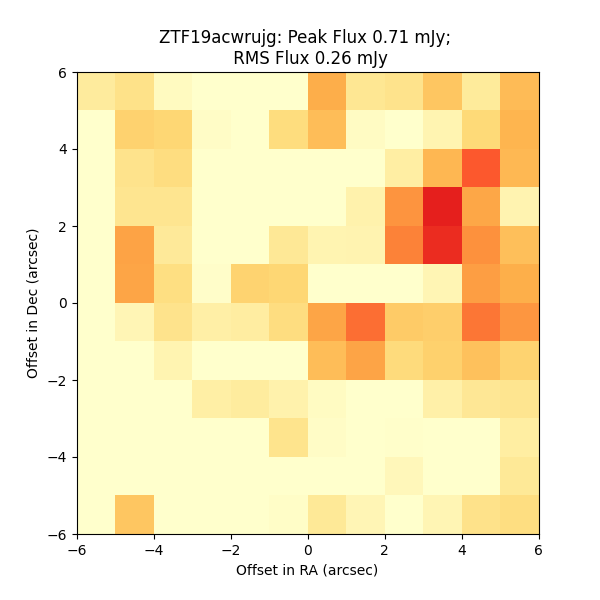 ZTF19acwrujg: Peak Flux 0.71 mJy;
RMS Flux 0.26 mJy
6
4
2
0
−2
−4
−6
Offset in Dec (arcsec)
−6 −4 −2 0 2 4 6
Offset in RA (arcsec)